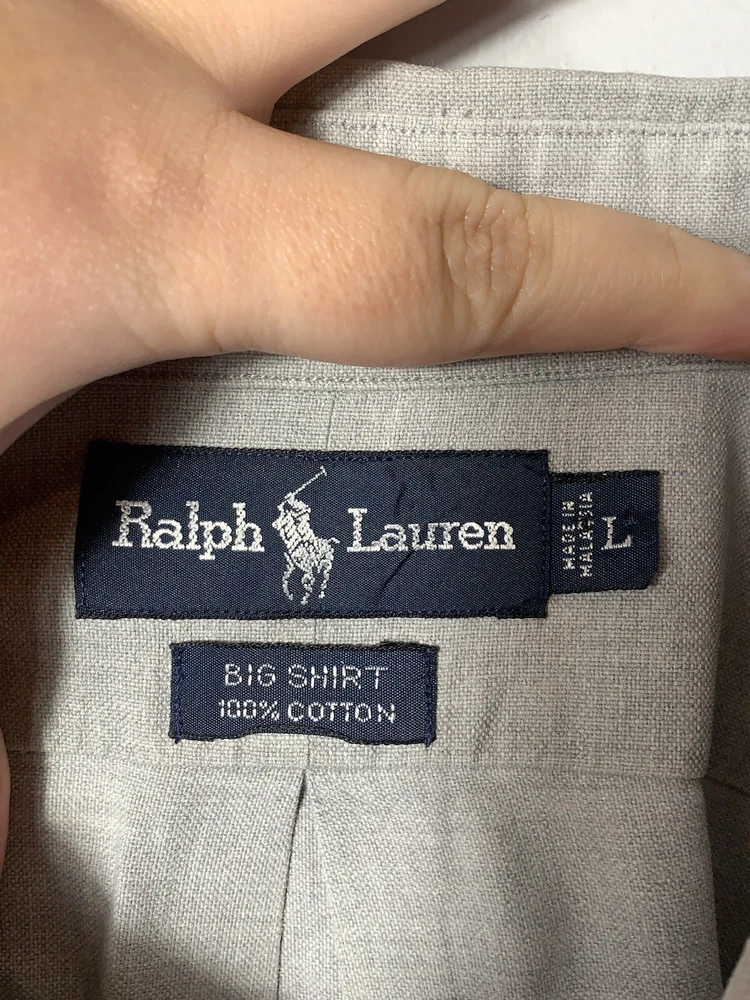 Ralph Lauren
MADE IN
MALAYSIA
L
BIG SHIRT
100% COTTON